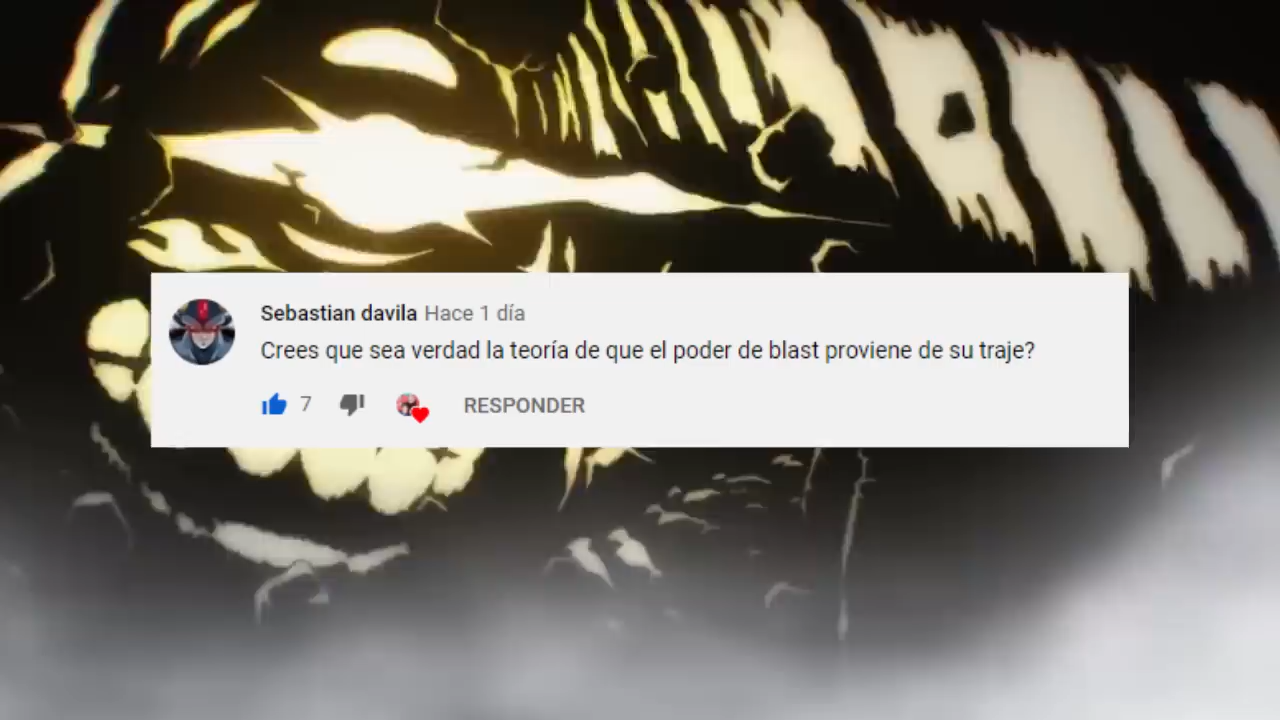 Sebastian davila Hace 1 día
Crees que sea verdad la teoría de que el poder de blast proviene de su traje?
7 RESPONDER